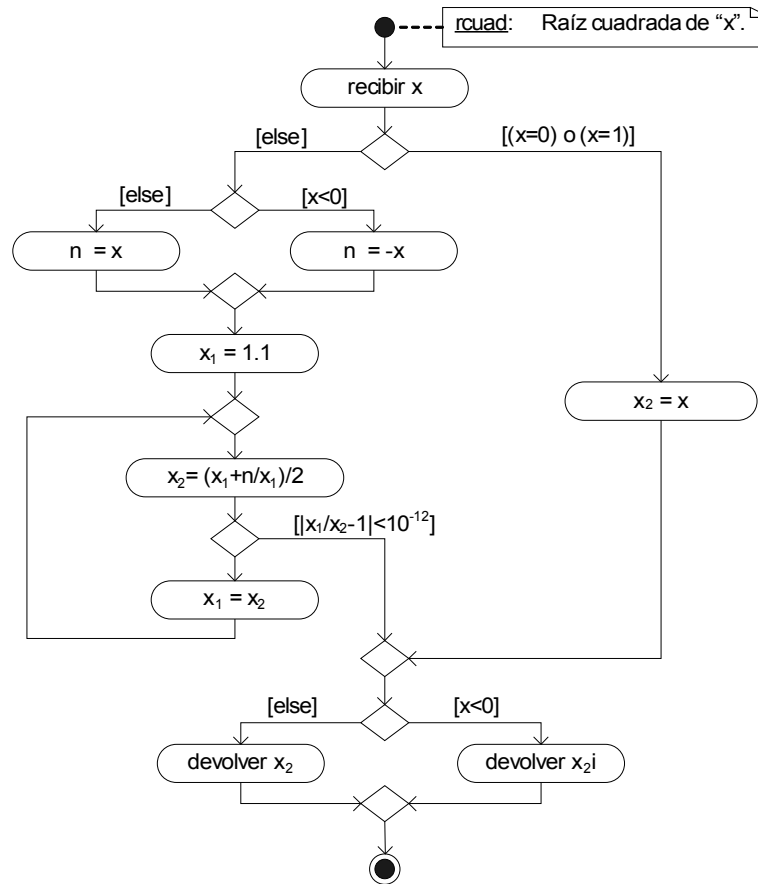 rcuad: Raíz cuadrada de “x”.
recibir x
[else] [(x=0) o (x=1)]
[else] [x<0]
n = x n = -x
x₁ = 1.1
x₂ = x
x₂= (x₁+n/x₁)/2
[|x₁/x₂-1|<10⁻¹²]
x₁ = x₂
[else] [x<0]
devolver x₂ devolver x₂i